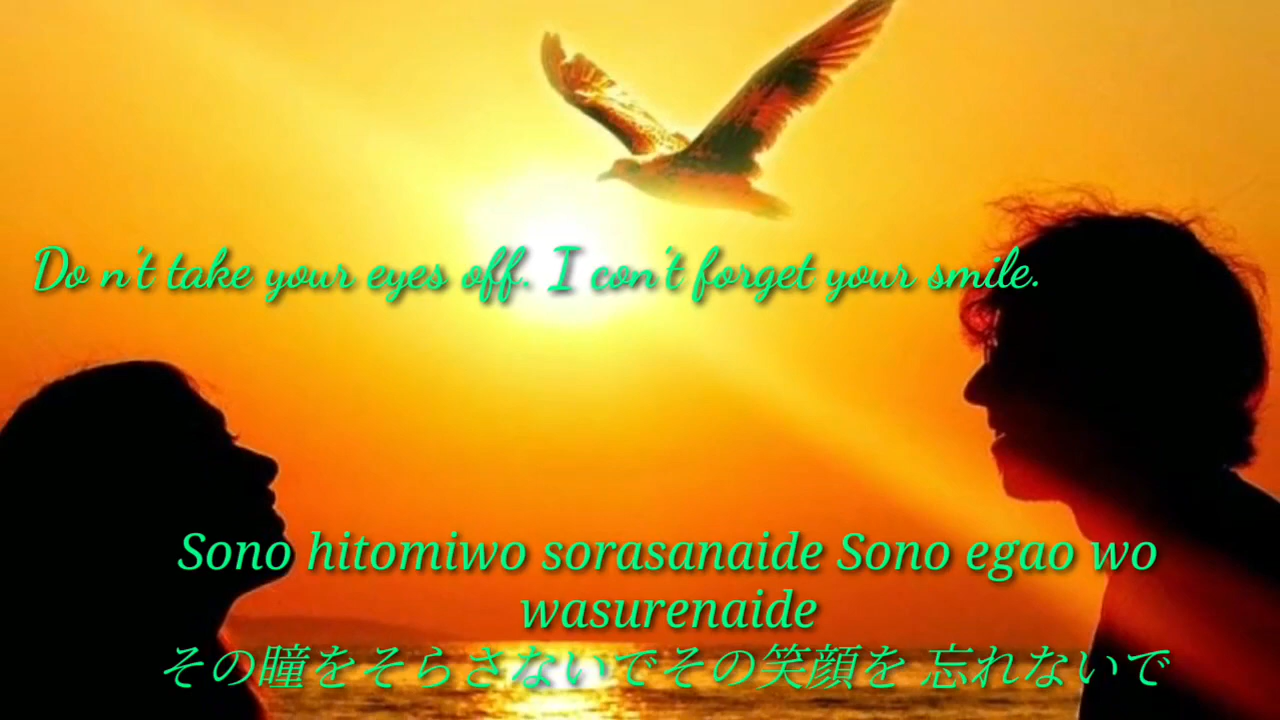 Do n't take your eyes off. I con't forget your smile.
Sono hitomiwo sorasanaide Sono egao wo
wasurenaide
その瞳をそらさないでその笑顔を 忘れないで